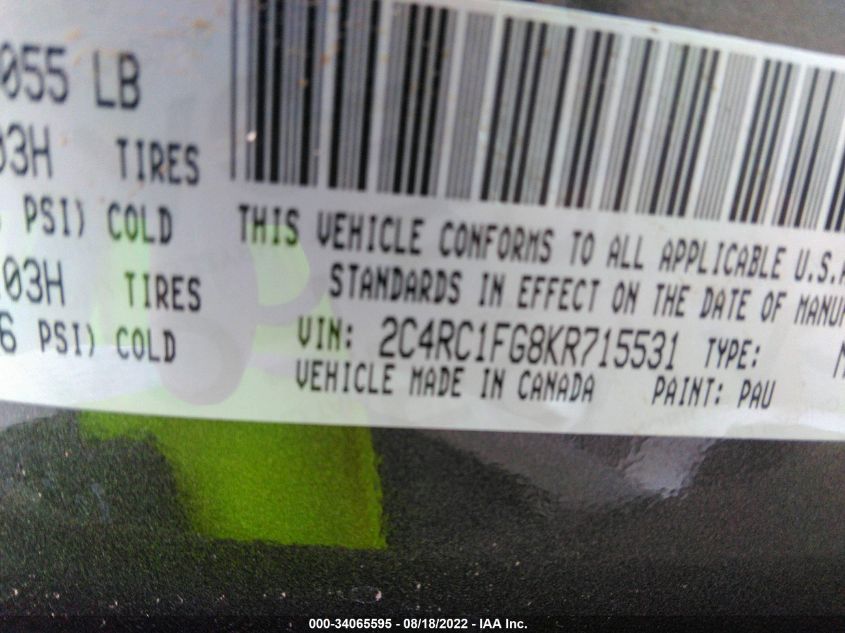 055 LB
03H TIRES
PSI) COLD
03H TIRES
6 PSI) COLD
THIS VEHICLE CONFORMS TO ALL APPLICABLE U.S.A
STANDARDS IN EFFECT ON THE DATE OF MANUF
VIN: 2C4RC1FG8KR715531 TYPE: M
VEHICLE MADE IN CANADA PAINT: PAU
000-34065595 - 08/18/2022 - IAA Inc.